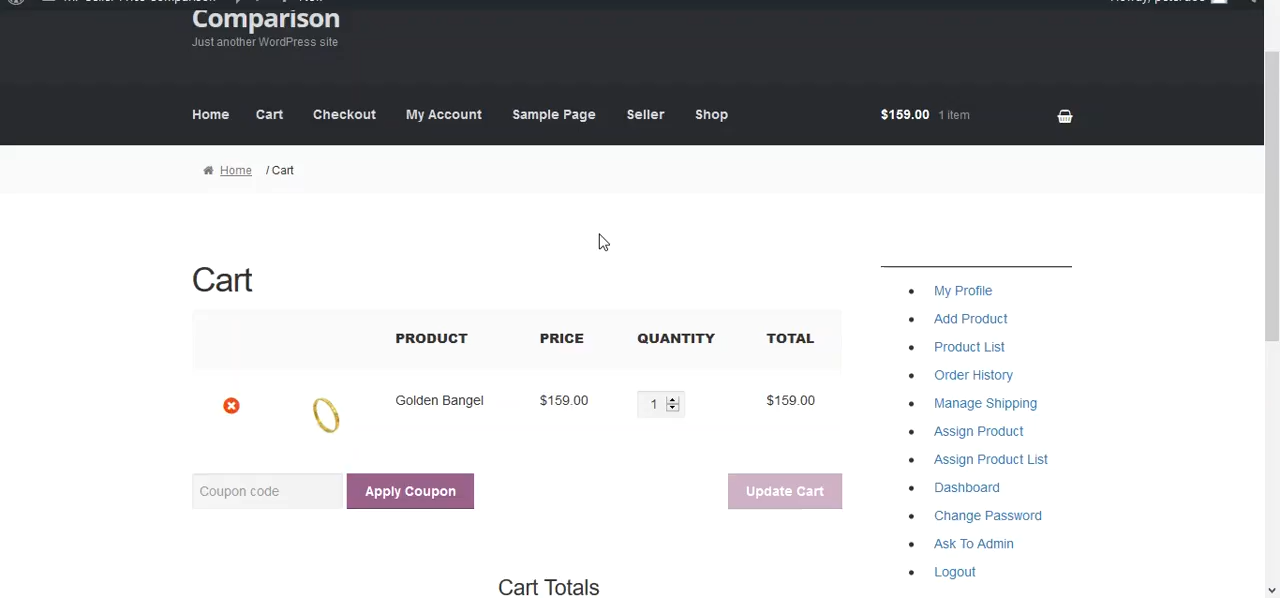 Comparison
Just another WordPress site
Home Cart Checkout My Account Sample Page Seller Shop $159.00 1 item
Home / Cart
Cart
PRODUCT PRICE QUANTITY TOTAL
Golden Bangel $159.00 1 $159.00
Coupon code Apply Coupon Update Cart
Cart Totals
My Profile
Add Product
Product List
Order History
Manage Shipping
Assign Product
Assign Product List
Dashboard
Change Password
Ask To Admin
Logout